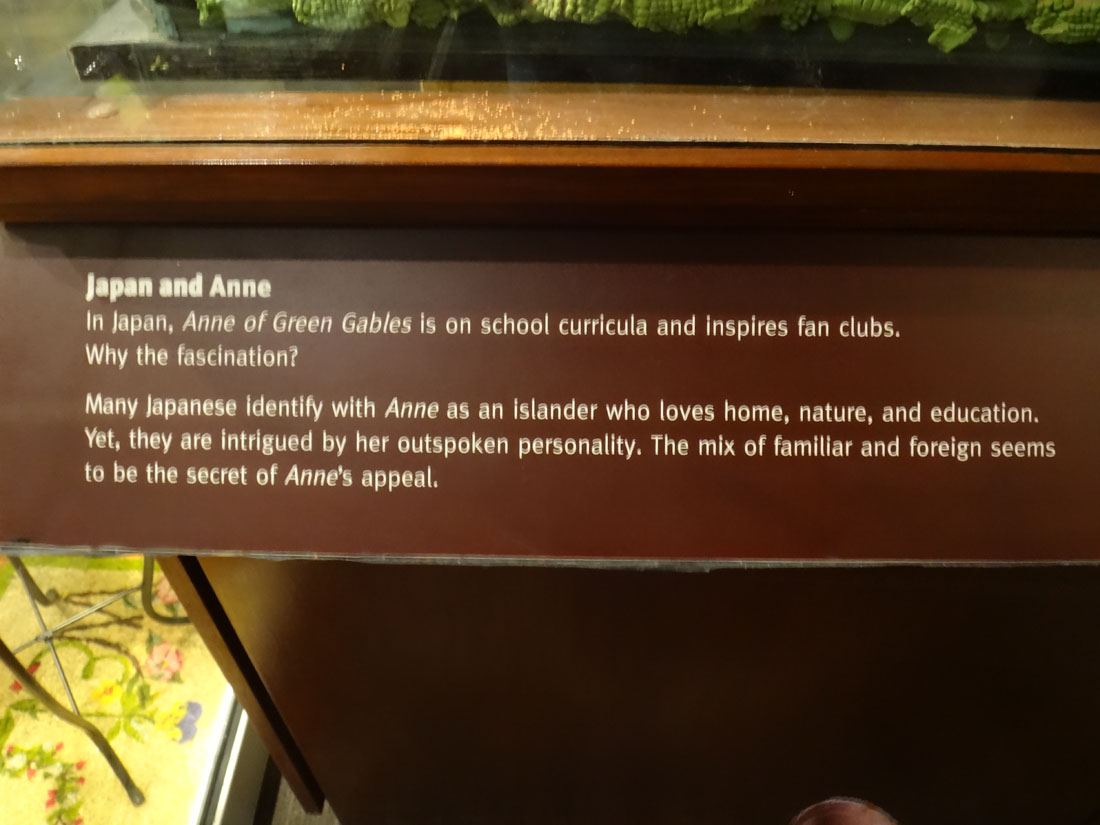 Japan and Anne
In Japan, Anne of Green Gables is on school curricula and inspires fan clubs.
Why the fascination?
Many Japanese identify with Anne as an islander who loves home, nature, and education.
Yet, they are intrigued by her outspoken personality. The mix of familiar and foreign seems
to be the secret of Anne's appeal.